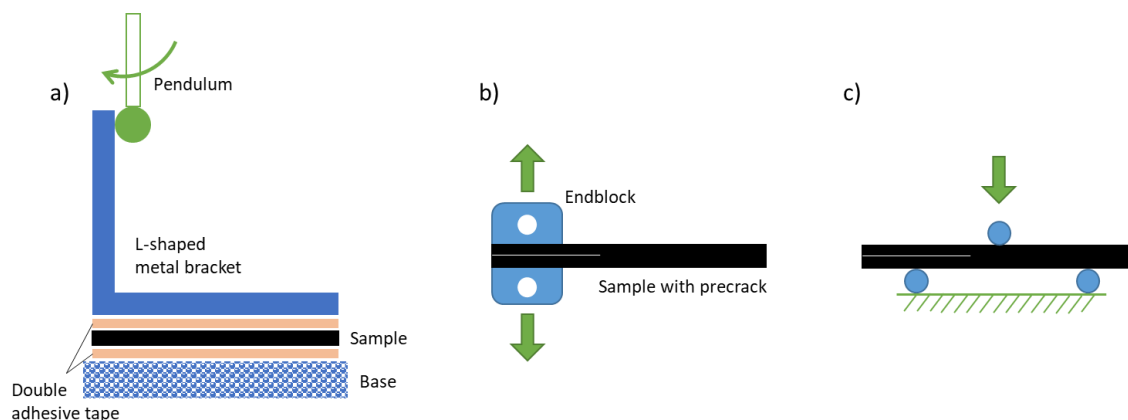 a)
Pendulum
L-shaped
metal bracket
Sample
Double
adhesive tape
Base
b)
Endblock
Sample with precrack
c)